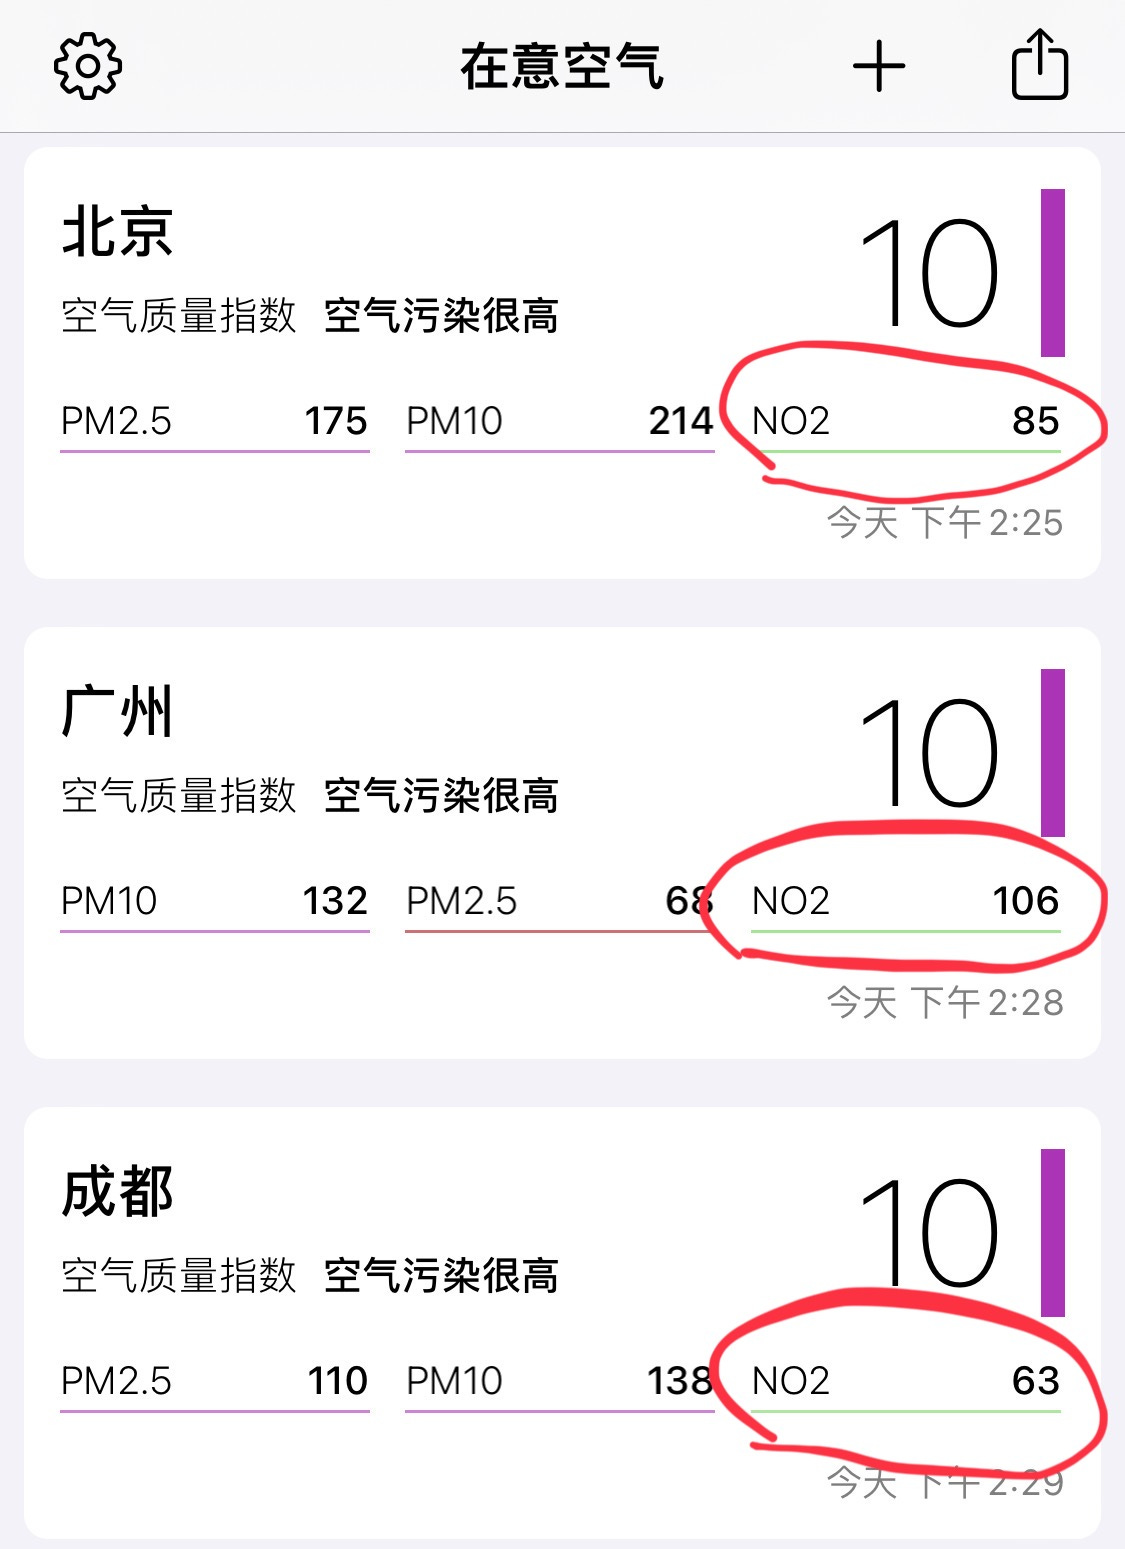 在意空气
北京
10
空气质量指数 空气污染很高
PM2.5 175 PM10 214 NO2 85
今天 下午2:25
广州
10
空气质量指数 空气污染很高
PM10 132 PM2.5 68 NO2 106
今天 下午2:28
成都
10
空气质量指数 空气污染很高
PM2.5 110 PM10 138 NO2 63
今天 下午2:29